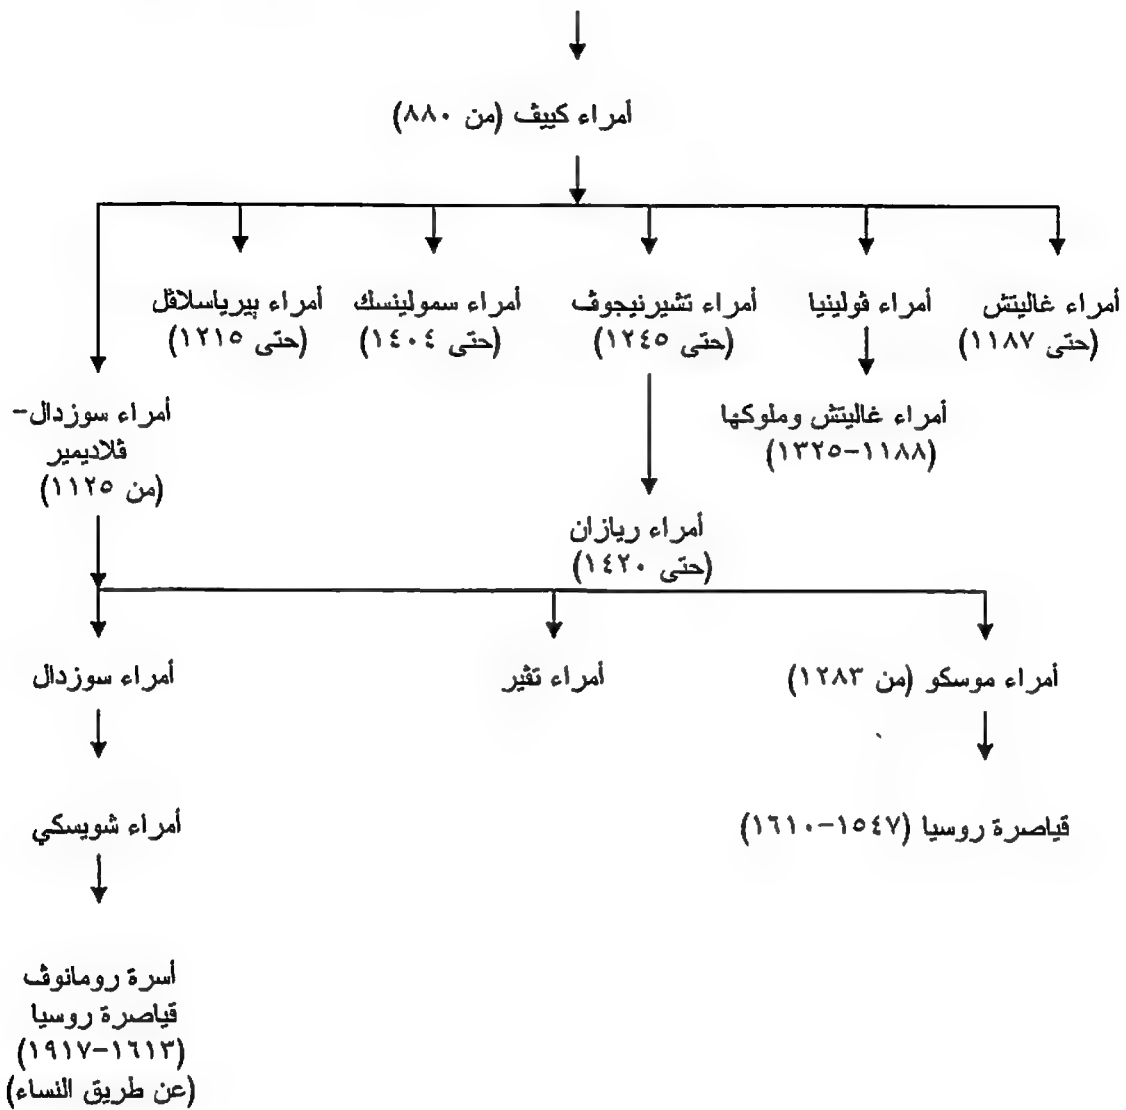 أمراء كييڤ (من ٨٨٠)
أمراء غاليتش
(حتى ١١٨٧)
أمراء ڤولينيا
أمراء تشيرنيجوڤ
(حتى ١٢٤٥)
أمراء سمولينسك
(حتى ١٤٠٤)
أمراء بيرياسلاڤل
(حتى ١٢١٥)
أمراء غاليتش وملوكها
(١١٨٨-١٣٢٥)
أمراء سوزدال-
ڤلاديمير
(من ١١٢٥)
أمراء ريازان
(حتى ١٤٢٠)
أمراء موسكو (من ١٢٨٣)
أمراء تڤير
أمراء سوزدال
قياصرة روسيا (١٥٤٧-١٦١٠)
أمراء شويسكي
أسرة رومانوڤ
قياصرة روسيا
(١٦١٣-١٩١٧)
(عن طريق النساء)